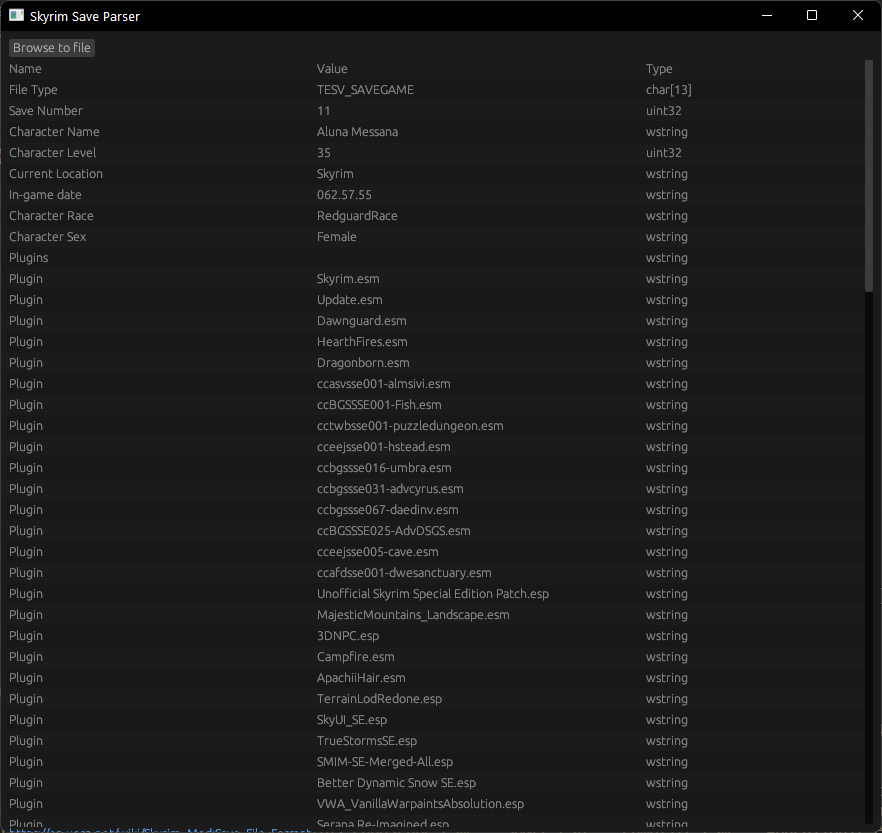 Skyrim Save Parser
Browse to file
Name Value Type
File Type TESV_SAVEGAME char[13]
Save Number 11 uint32
Character Name Aluna Messana wstring
Character Level 35 uint32
Current Location Skyrim wstring
In-game date 062.57.55 wstring
Character Race RedguardRace wstring
Character Sex Female wstring
Plugins wstring
Plugin Skyrim.esm wstring
Plugin Update.esm wstring
Plugin Dawnguard.esm wstring
Plugin HearthFires.esm wstring
Plugin Dragonborn.esm wstring
Plugin ccasvsse001-almsivi.esm wstring
Plugin ccBGSSSE001-Fish.esm wstring
Plugin cctwbsse001-puzzledungeon.esm wstring
Plugin cceejsse001-hstead.esm wstring
Plugin ccbgssse016-umbra.esm wstring
Plugin ccbgssse031-advcyrus.esm wstring
Plugin ccbgssse067-daedinv.esm wstring
Plugin ccBGSSSE025-AdvDSGS.esm wstring
Plugin cceejsse005-cave.esm wstring
Plugin ccafdsse001-dwesanctuary.esm wstring
Plugin Unofficial Skyrim Special Edition Patch.esp wstring
Plugin MajesticMountains_Landscape.esm wstring
Plugin 3DNPC.esp wstring
Plugin Campfire.esm wstring
Plugin ApachiiHair.esm wstring
Plugin TerrainLodRedone.esp wstring
Plugin SkyUI_SE.esp wstring
Plugin TrueStormsSE.esp wstring
Plugin SMIM-SE-Merged-All.esp wstring
Plugin Better Dynamic Snow SE.esp wstring
Plugin VWA_VanillaWarpaintsAbsolution.esp wstring
Plugin Serana Re-Imagined.esp wstring